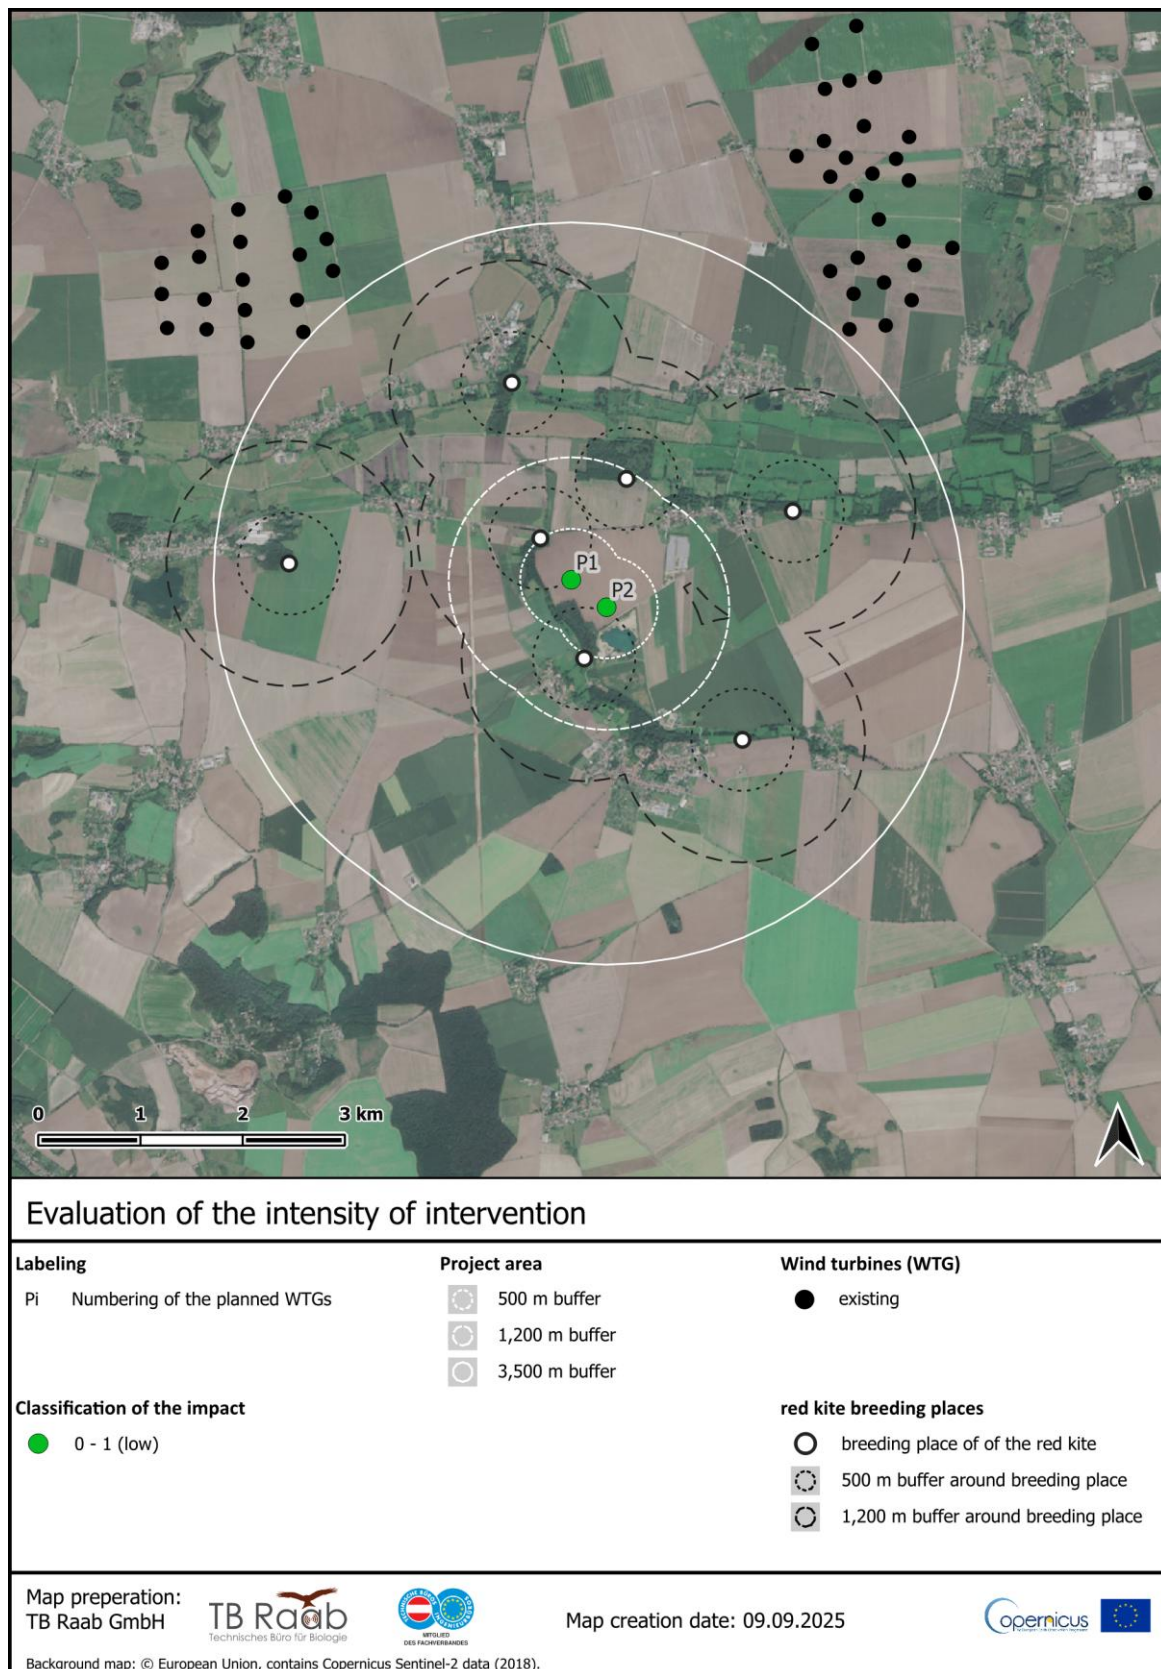 P1
P2
0 1 2 3 km
Evaluation of the intensity of intervention
Labeling
Pi Numbering of the planned WTGs
Project area
500 m buffer
1,200 m buffer
3,500 m buffer
Wind turbines (WTG)
existing
Classification of the impact
0 - 1 (low)
red kite breeding places
breeding place of of the red kite
500 m buffer around breeding place
1,200 m buffer around breeding place
Map preperation:
TB Raab GmbH
TB Raab
Technisches Büro für Biologie
MITGLIED
DES FACHVERBANDES
Map creation date: 09.09.2025
opernicus
Background map: © European Union, contains Copernicus Sentinel-2 data (2018).